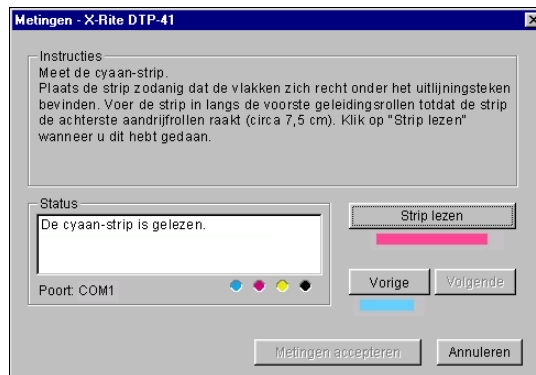 Metingen - X-Rite DTP-41
Instructies
Meet de cyaan-strip.
Plaats de strip zodanig dat de vlakken zich recht onder het uitlijningsteken
bevinden. Voer de strip in langs de voorste geleidingsrollen totdat de strip
de achterste aandrijfrollen raakt (circa 7,5 cm). Klik op "Strip lezen"
wanneer u dit hebt gedaan.
Status
De cyaan-strip is gelezen.
Strip lezen
Poort: COM1
Vorige
Volgende
Metingen accepteren
Annuleren